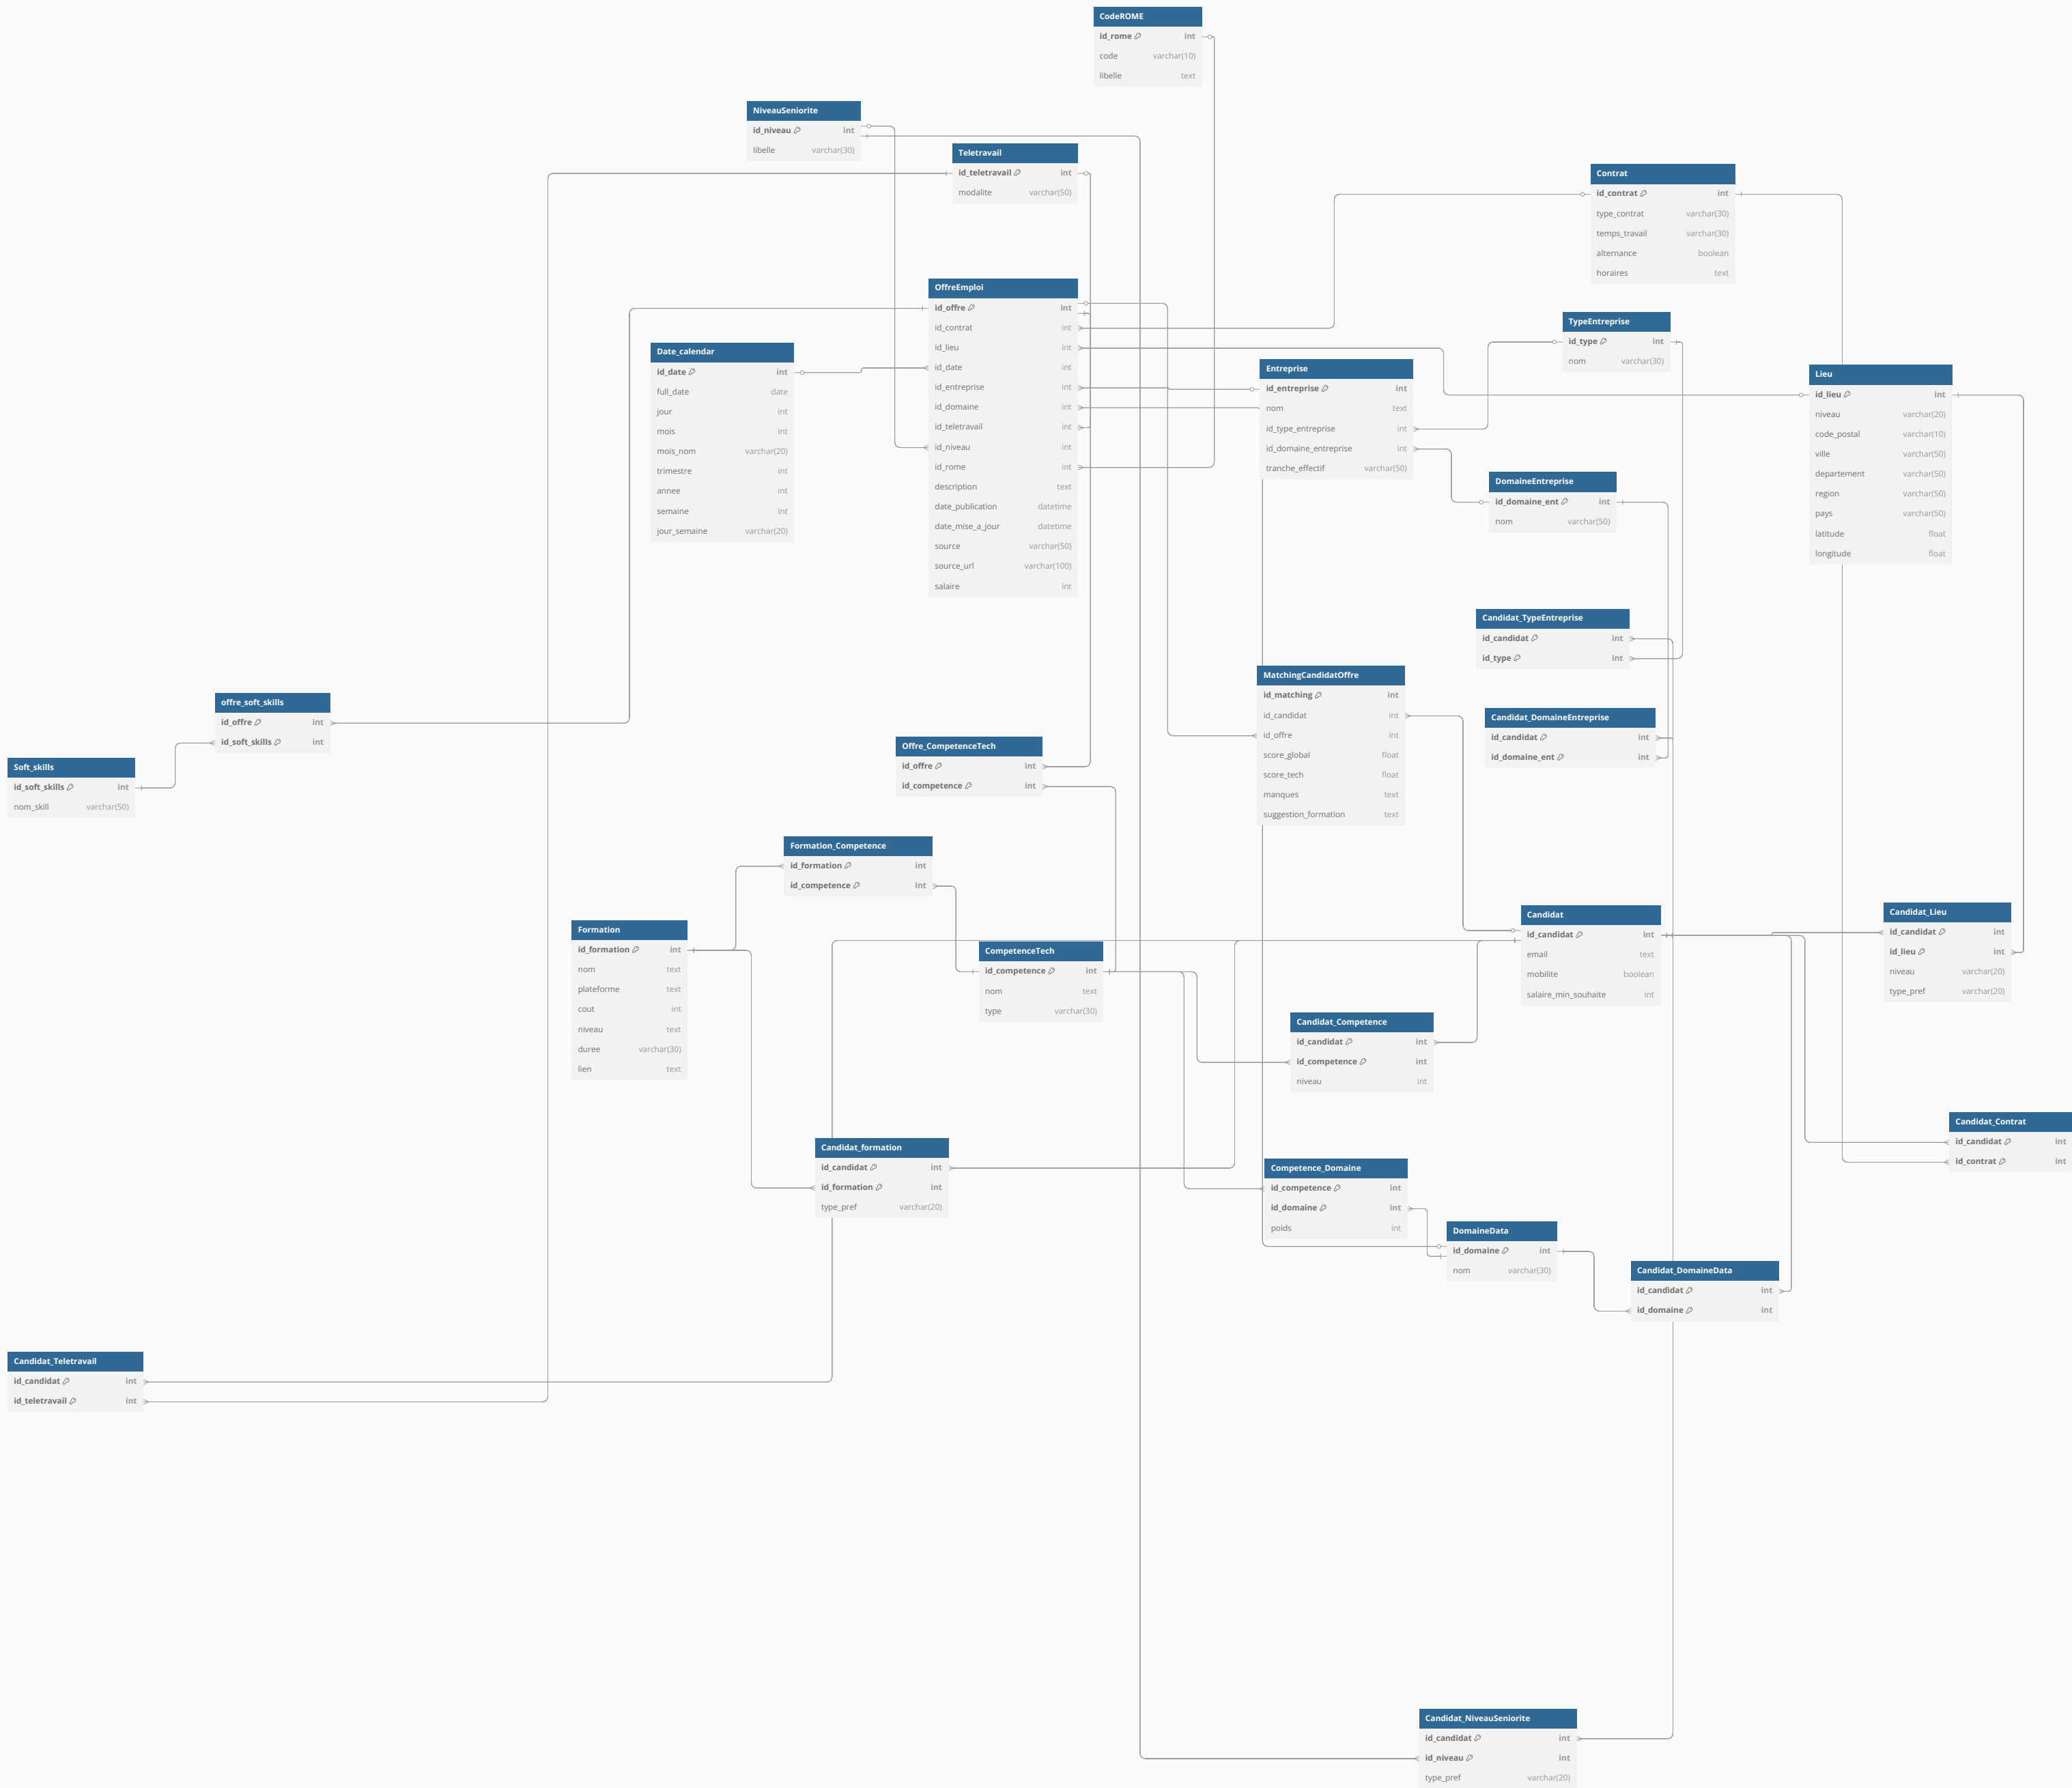 CodeROME
id_rome int
code varchar(10)
libelle text
NiveauSeniorite
id_niveau int
libelle varchar(30)
Teletravail
id_teletravail int
modalite varchar(50)
Contrat
id_contrat int
type_contrat varchar(30)
temps_travail varchar(30)
alternance boolean
horaires text
OffreEmploi
id_offre int
id_contrat int
id_lieu int
id_date int
id_entreprise int
id_domaine int
id_teletravail int
id_niveau int
id_rome int
description text
date_publication datetime
date_mise_a_jour datetime
source varchar(50)
source_url varchar(100)
salaire int
TypeEntreprise
id_type int
nom varchar(30)
Date_calendar
id_date int
full_date date
jour int
mois int
mois_nom varchar(20)
trimestre int
annee int
semaine int
jour_semaine varchar(20)
Entreprise
id_entreprise int
nom text
id_type_entreprise int
id_domaine_entreprise int
tranche_effectif varchar(50)
Lieu
id_lieu int
niveau varchar(20)
code_postal varchar(10)
ville varchar(50)
departement varchar(50)
region varchar(50)
pays varchar(50)
latitude float
longitude float
DomaineEntreprise
id_domaine_ent int
nom varchar(50)
Candidat_TypeEntreprise
id_candidat int
id_type int
MatchingCandidatOffre
id_matching int
id_candidat int
id_offre int
score_global float
score_tech float
manques text
suggestion_formation text
offre_soft_skills
id_offre int
id_soft_skills int
Candidat_DomaineEntreprise
id_candidat int
id_domaine_ent int
Offre_CompetenceTech
id_offre int
id_competence int
Soft_skills
id_soft_skills int
nom_skill varchar(50)
Formation_Competence
id_formation int
id_competence int
Candidat_Lieu
id_candidat int
id_lieu int
niveau varchar(20)
type_pref varchar(20)
Candidat
id_candidat int
email text
mobilite boolean
salaire_min_souhaite int
Formation
id_formation int
nom text
plateforme text
cout int
niveau text
duree varchar(30)
lien text
CompetenceTech
id_competence int
nom text
type varchar(30)
Candidat_Competence
id_candidat int
id_competence int
niveau int
Candidat_Contrat
id_candidat int
id_contrat int
Candidat_formation
id_candidat int
id_formation int
type_pref varchar(20)
Competence_Domaine
id_competence int
id_domaine int
poids int
DomaineData
id_domaine int
nom varchar(30)
Candidat_DomaineData
id_candidat int
id_domaine int
Candidat_Teletravail
id_candidat int
id_teletravail int
Candidat_NiveauSeniorite
id_candidat int
id_niveau int
type_pref varchar(20)